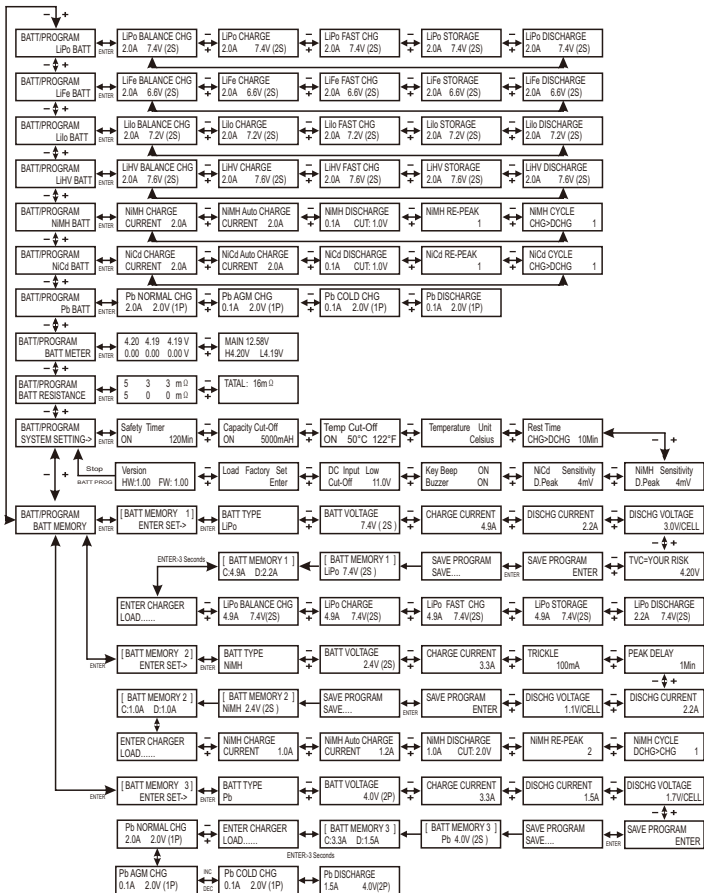 − +
BATT/PROGRAM
LiPo BATT
ENTER
LiPo BALANCE CHG
2.0A 7.4V (2S)
− +
LiPo CHARGE
2.0A 7.4V (2S)
− +
LiPo FAST CHG
2.0A 7.4V (2S)
− +
LiPo STORAGE
2.0A 7.4V (2S)
− +
LiPo DISCHARGE
2.0A 7.4V (2S)
− +
BATT/PROGRAM
LiFe BATT
ENTER
LiFe BALANCE CHG
2.0A 6.6V (2S)
− +
LiFe CHARGE
2.0A 6.6V (2S)
− +
LiFe FAST CHG
2.0A 6.6V (2S)
− +
LiFe STORAGE
2.0A 6.6V (2S)
− +
LiFe DISCHARGE
2.0A 6.6V (2S)
− +
BATT/PROGRAM
LiIo BATT
ENTER
LiIo BALANCE CHG
2.0A 7.2V (2S)
− +
LiIo CHARGE
2.0A 7.2V (2S)
− +
LiIo FAST CHG
2.0A 7.2V (2S)
− +
LiIo STORAGE
2.0A 7.2V (2S)
− +
LiIo DISCHARGE
2.0A 7.2V (2S)
− +
BATT/PROGRAM
LiHV BATT
ENTER
LiHV BALANCE CHG
2.0A 7.6V (2S)
− +
LiHV CHARGE
2.0A 7.6V (2S)
− +
LiHV FAST CHG
2.0A 7.6V (2S)
− +
LiHV STORAGE
2.0A 7.6V (2S)
− +
LiHV DISCHARGE
2.0A 7.6V (2S)
− +
BATT/PROGRAM
NiMH BATT
ENTER
NiMH CHARGE
CURRENT 2.0A
− +
NiMH Auto CHARGE
CURRENT 2.0A
− +
NiMH DISCHARGE
0.1A CUT: 1.0V
− +
NiMH RE-PEAK
1
− +
NiMH CYCLE
CHG>DCHG 1
− +
BATT/PROGRAM
NiCd BATT
ENTER
NiCd CHARGE
CURRENT 2.0A
− +
NiCd Auto CHARGE
CURRENT 2.0A
− +
NiCd DISCHARGE
0.1A CUT: 1.0V
− +
NiCd RE-PEAK
1
− +
NiCd CYCLE
CHG>DCHG 1
− +
BATT/PROGRAM
Pb BATT
ENTER
Pb NORMAL CHG
2.0A 2.0V (1P)
− +
Pb AGM CHG
0.1A 2.0V (1P)
− +
Pb COLD CHG
0.1A 2.0V (1P)
− +
Pb DISCHARGE
0.1A 2.0V (1P)
− +
BATT/PROGRAM
BATT METER
ENTER
4.20 4.19 4.19 V
0.00 0.00 0.00 V
− +
MAIN 12.58V
H4.20V L4.19V
− +
BATT/PROGRAM
BATT RESISTANCE
ENTER
5 3 3 mΩ
5 0 0 mΩ
− +
TATAL: 16mΩ
− +
BATT/PROGRAM
SYSTEM SETTING->
ENTER
Safety Timer
ON 120Min
− +
Capacity Cut-Off
ON 5000mAH
− +
Temp Cut-Off
ON 50°C 122°F
− +
Temperature Unit
Celsius
− +
Rest Time
CHG>DCHG 10Min
− +
− +
Stop
BATT PROG
Version
HW:1.00 FW: 1.00
− +
Load Factory Set
Enter
− +
DC Input Low
Cut-Off 11.0V
− +
Key Beep ON
Buzzer ON
− +
NiCd Sensitivity
D.Peak 4mV
− +
NiMH Sensitivity
D.Peak 4mV
BATT/PROGRAM
BATT MEMORY
ENTER
[ BATT MEMORY 1 ]
ENTER SET->
ENTER
BATT TYPE
LiPo
− +
BATT VOLTAGE
7.4V ( 2S )
− +
CHARGE CURRENT
4.9A
− +
DISCHG CURRENT
2.2A
− +
DISCHG VOLTAGE
3.0V/CELL
− +
ENTER>3 Seconds
[ BATT MEMORY 1 ]
C:4.9A D:2.2A
[ BATT MEMORY 1 ]
LiPo 7.4V (2S )
SAVE PROGRAM
SAVE....
ENTER
SAVE PROGRAM
ENTER
− +
TVC=YOUR RISK
4.20V
ENTER CHARGER
LOAD......
− +
LiPo BALANCE CHG
4.9A 7.4V(2S)
− +
LiPo CHARGE
4.9A 7.4V(2S)
− +
LiPo FAST CHG
4.9A 7.4V(2S)
− +
LiPo STORAGE
4.9A 7.4V(2S)
− +
LiPo DISCHARGE
2.2A 7.4V(2S)
ENTER
[ BATT MEMORY 2 ]
ENTER SET->
ENTER
BATT TYPE
NiMH
− +
BATT VOLTAGE
2.4V (2S)
− +
CHARGE CURRENT
3.3A
− +
TRICKLE
100mA
− +
PEAK DELAY
1Min
− +
[ BATT MEMORY 2 ]
C:1.0A D:1.0A
[ BATT MEMORY 2 ]
NiMH 2.4V (2S )
SAVE PROGRAM
SAVE....
ENTER
SAVE PROGRAM
ENTER
− +
DISCHG VOLTAGE
1.1V/CELL
− +
DISCHG CURRENT
2.2A
ENTER CHARGER
LOAD......
− +
NiMH CHARGE
CURRENT 1.0A
− +
NiMH Auto CHARGE
CURRENT 1.2A
− +
NiMH DISCHARGE
1.0A CUT: 2.0V
− +
NiMH RE-PEAK
2
− +
NiMH CYCLE
DCHG>CHG 1
ENTER
[ BATT MEMORY 3 ]
ENTER SET->
ENTER
BATT TYPE
Pb
− +
BATT VOLTAGE
4.0V (2P)
− +
CHARGE CURRENT
3.3A
− +
DISCHG CURRENT
1.5A
− +
DISCHG VOLTAGE
1.7V/CELL
− +
Pb NORMAL CHG
2.0A 2.0V (1P)
− +
ENTER CHARGER
LOAD......
[ BATT MEMORY 3 ]
C:3.3A D:1.5A
[ BATT MEMORY 3 ]
Pb 4.0V (2S )
SAVE PROGRAM
SAVE....
ENTER
SAVE PROGRAM
ENTER
ENTER>3 Seconds
Pb AGM CHG
0.1A 2.0V (1P)
INC
DEC
Pb COLD CHG
0.1A 2.0V (1P)
Pb DISCHARGE
1.5A 4.0V(2P)